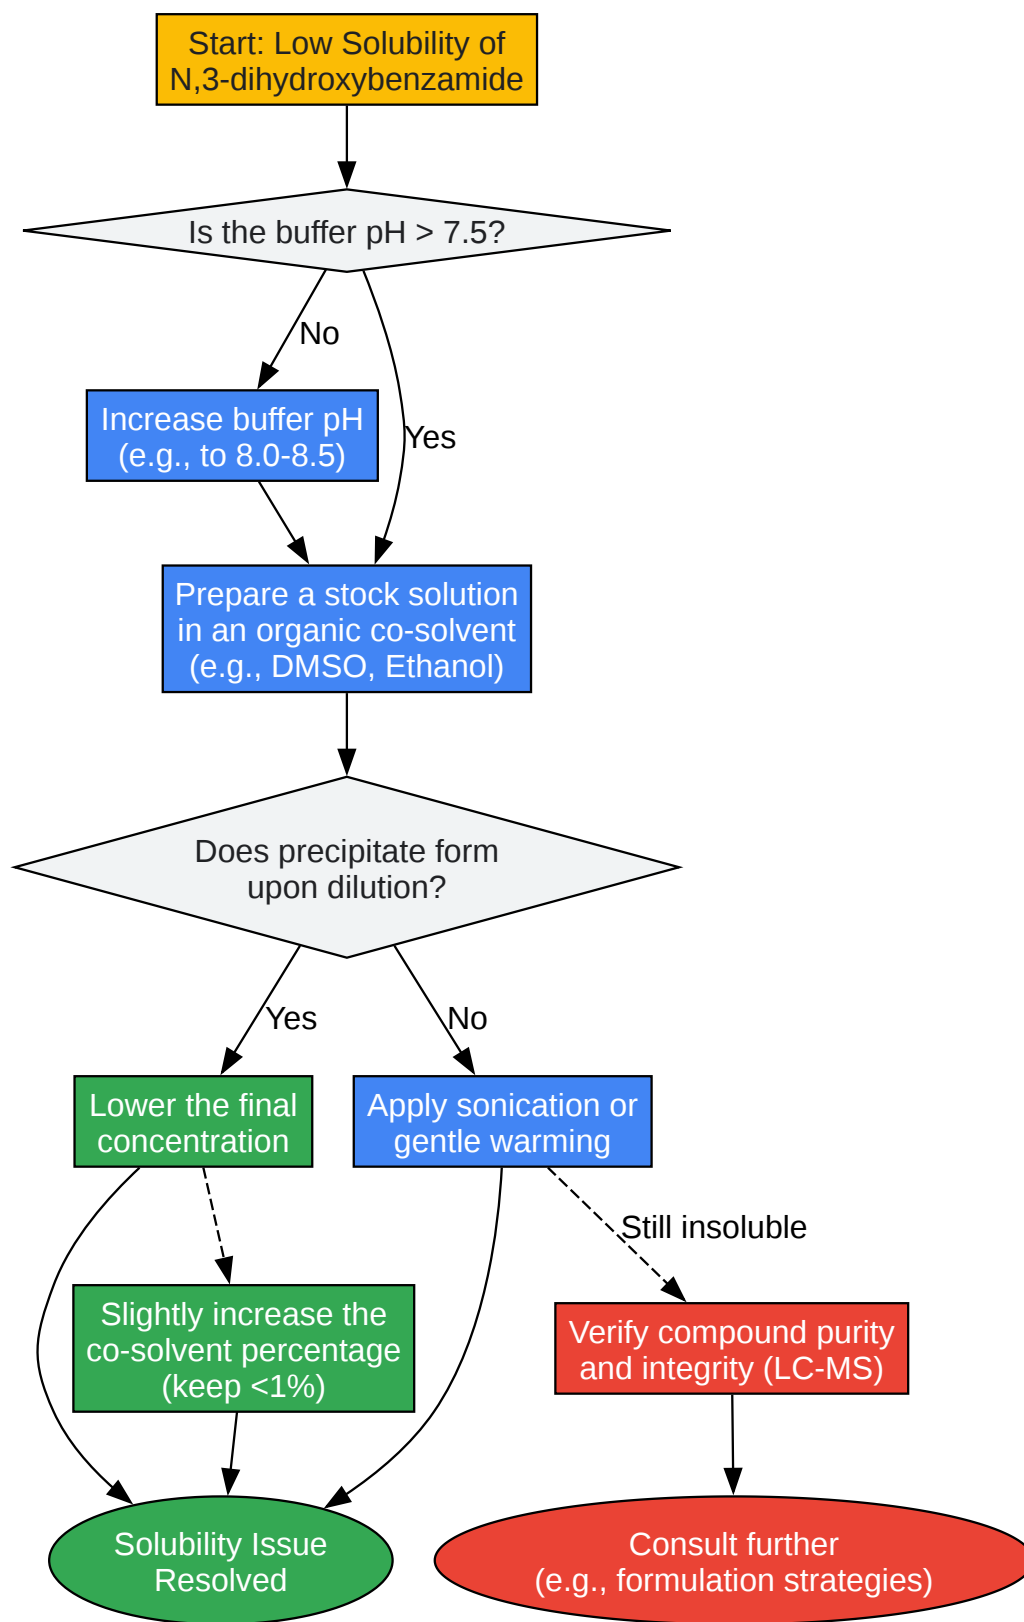 Start: Low Solubility of
N,3-dihydroxybenzamide
Is the buffer pH > 7.5?
No
Increase buffer pH
(e.g., to 8.0-8.5)
Yes
Prepare a stock solution
in an organic co-solvent
(e.g., DMSO, Ethanol)
Does precipitate form
upon dilution?
Yes
No
Lower the final
concentration
Apply sonication or
gentle warming
Still insoluble
Slightly increase the
co-solvent percentage
(keep <1%)
Verify compound purity
and integrity (LC-MS)
Solubility Issue
Resolved
Consult further
(e.g., formulation strategies)